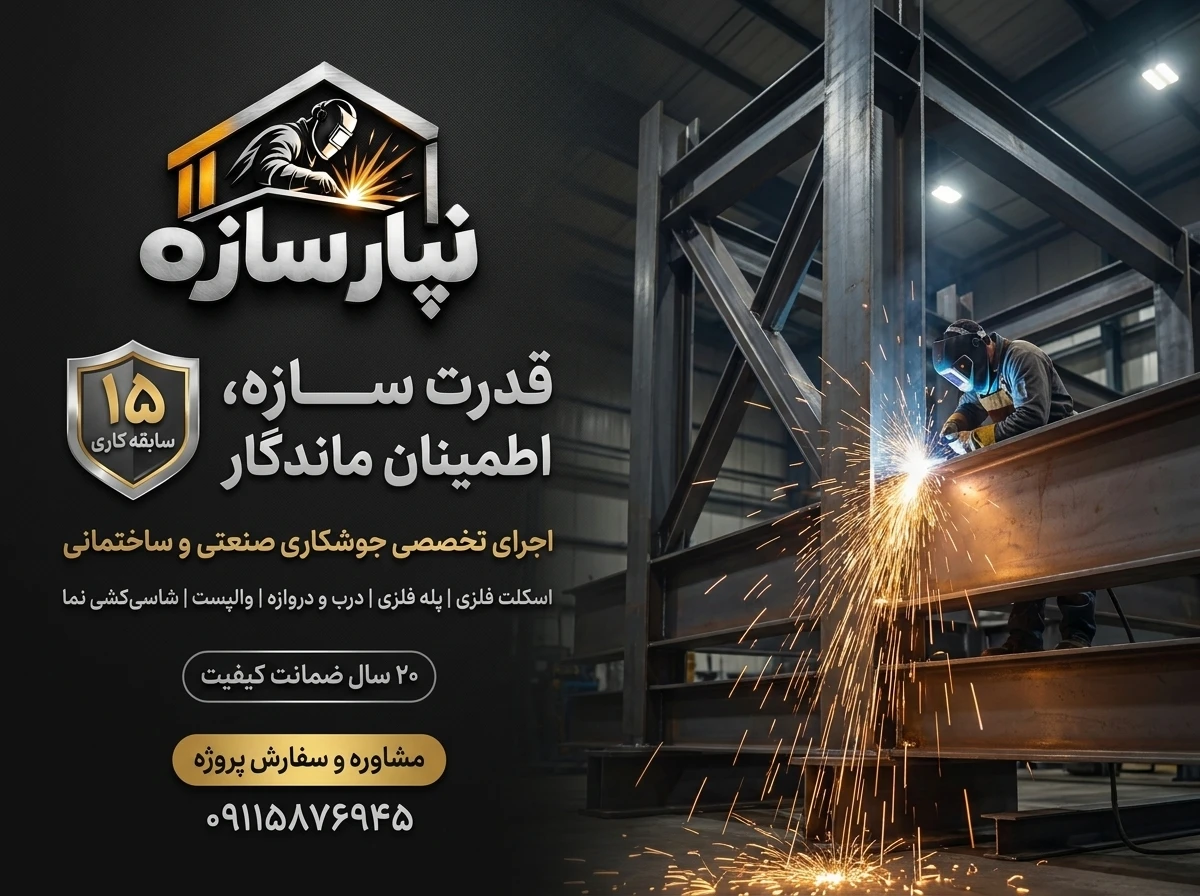 نپارسازه
قدرت ســـازه،
اطمینان ماندگار
۱۵
سابقه کاری
اجرای تخصصی جوشکاری صنعتی و ساختمانی
اسکلت فلزی | پله فلزی | درب و دروازه | والپست | شاسی‌کشی نما
۲۰ سال ضمانت کیفیت
مشاوره و سفارش پروژه
۰۹۱۱۵۸۷۶۹۴۵